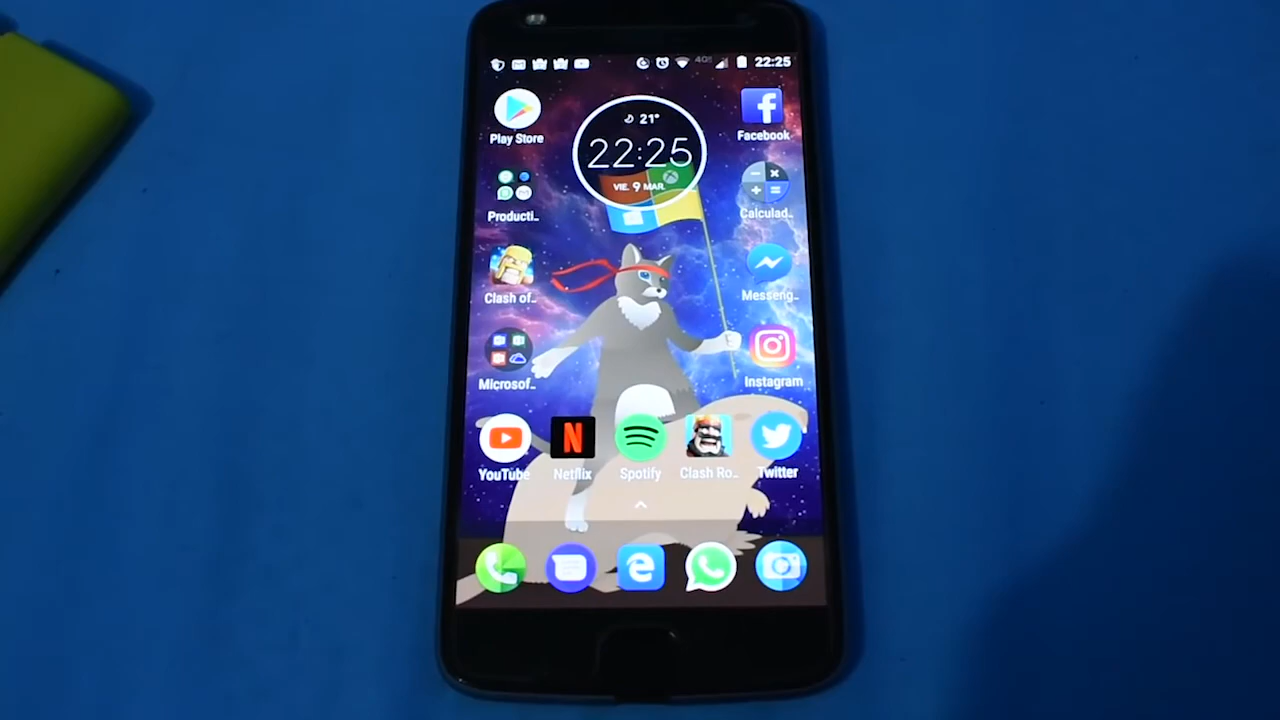 4G
22:25
Play Store
21°
22:25
VIE. 9 MAR.
Facebook
Producti..
Calculad..
Clash of..
Messeng..
Microsof..
Instagram
YouTube
N
Netflix
Spotify
Clash Ro..
Twitter